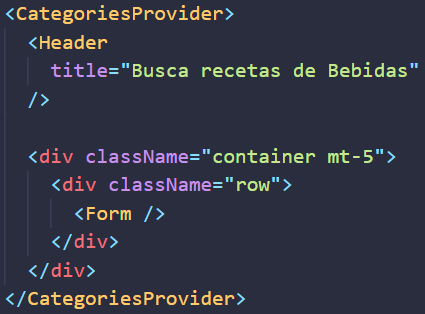 <CategoriesProvider>
<Header
title="Busca recetas de Bebidas"
/>
<div className="container mt-5">
<div className="row">
<Form />
</div>
</div>
</CategoriesProvider>